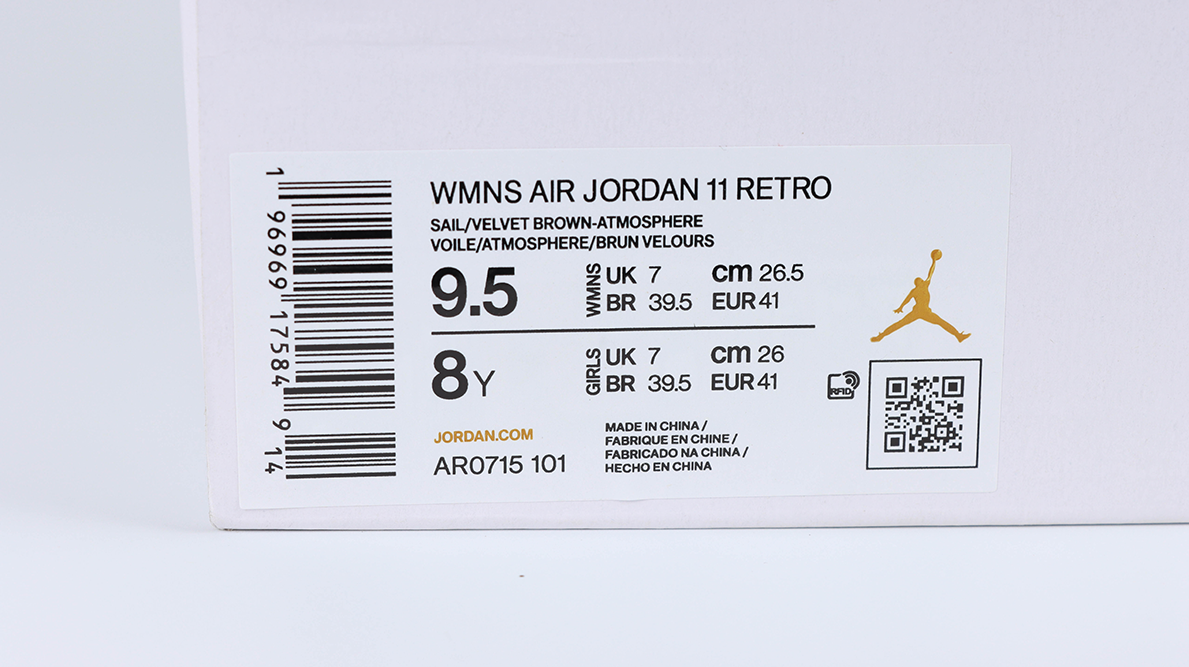 1 96969 17584 9 14
WMNS AIR JORDAN 11 RETRO
SAIL/VELVET BROWN-ATMOSPHERE
VOILE/ATMOSPHERE/BRUN VELOURS
9.5 WMNS UK 7 cm 26.5
BR 39.5 EUR 41
8Y GIRLS UK 7 cm 26
BR 39.5 EUR 41
RFID
JORDAN.COM
AR0715 101
MADE IN CHINA /
FABRIQUE EN CHINE /
FABRICADO NA CHINA /
HECHO EN CHINA